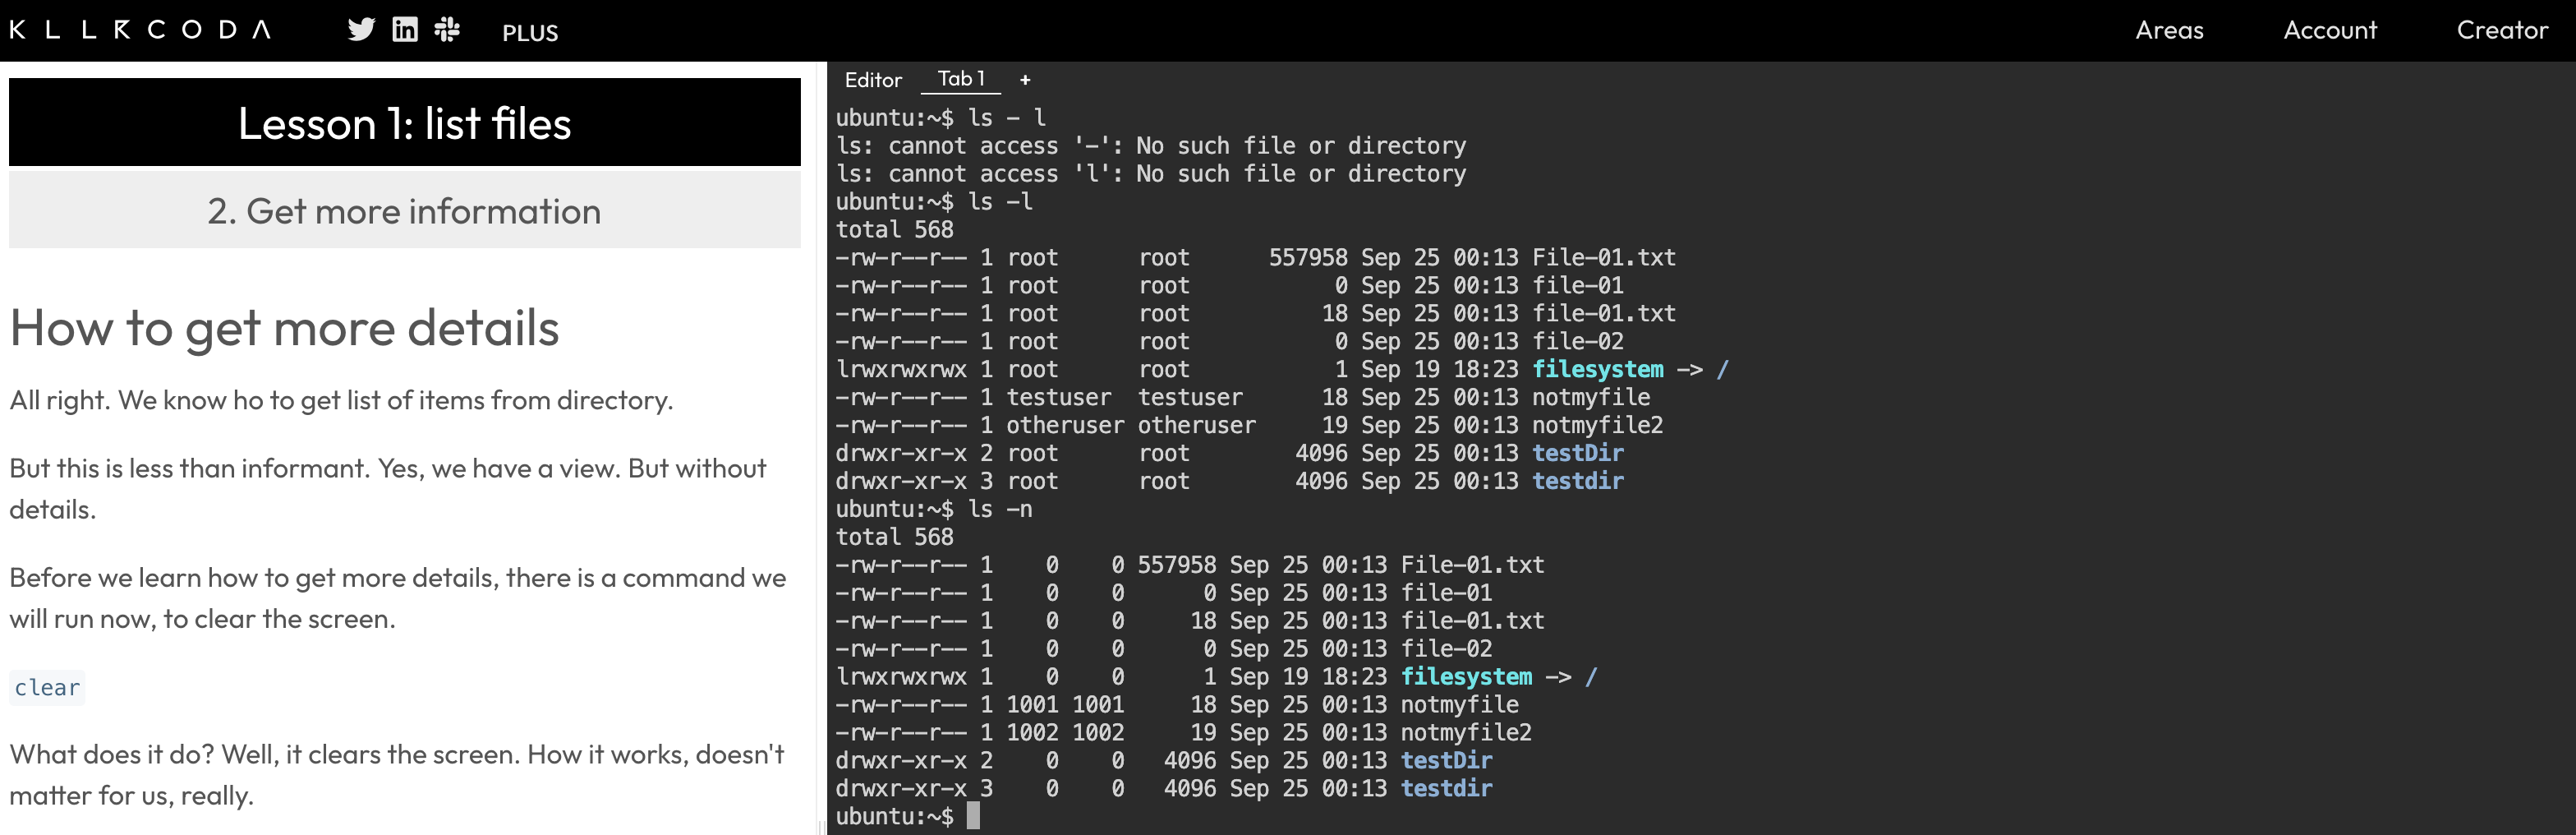 KILLERCODA PLUS Areas Account Creator
Lesson 1: list files
2. Get more information
How to get more details
All right. We know ho to get list of items from directory.
But this is less than informant. Yes, we have a view. But without
details.
Before we learn how to get more details, there is a command we
will run now, to clear the screen.
clear
What does it do? Well, it clears the screen. How it works, doesn't
matter for us, really.
Editor Tab 1 +
ubuntu:~$ ls - l
ls: cannot access '-': No such file or directory
ls: cannot access 'l': No such file or directory
ubuntu:~$ ls -l
total 568
-rw-r--r-- 1 root      root      557958 Sep 25 00:13 File-01.txt
-rw-r--r-- 1 root      root           0 Sep 25 00:13 file-01
-rw-r--r-- 1 root      root          18 Sep 25 00:13 file-01.txt
-rw-r--r-- 1 root      root           0 Sep 25 00:13 file-02
lrwxrwxrwx 1 root      root           1 Sep 19 18:23 filesystem -> /
-rw-r--r-- 1 testuser  testuser      18 Sep 25 00:13 notmyfile
-rw-r--r-- 1 otheruser otheruser     19 Sep 25 00:13 notmyfile2
drwxr-xr-x 2 root      root        4096 Sep 25 00:13 testDir
drwxr-xr-x 3 root      root        4096 Sep 25 00:13 testdir
ubuntu:~$ ls -n
total 568
-rw-r--r-- 1    0    0 557958 Sep 25 00:13 File-01.txt
-rw-r--r-- 1    0    0      0 Sep 25 00:13 file-01
-rw-r--r-- 1    0    0     18 Sep 25 00:13 file-01.txt
-rw-r--r-- 1    0    0      0 Sep 25 00:13 file-02
lrwxrwxrwx 1    0    0      1 Sep 19 18:23 filesystem -> /
-rw-r--r-- 1 1001 1001     18 Sep 25 00:13 notmyfile
-rw-r--r-- 1 1002 1002     19 Sep 25 00:13 notmyfile2
drwxr-xr-x 2    0    0   4096 Sep 25 00:13 testDir
drwxr-xr-x 3    0    0   4096 Sep 25 00:13 testdir
ubuntu:~$